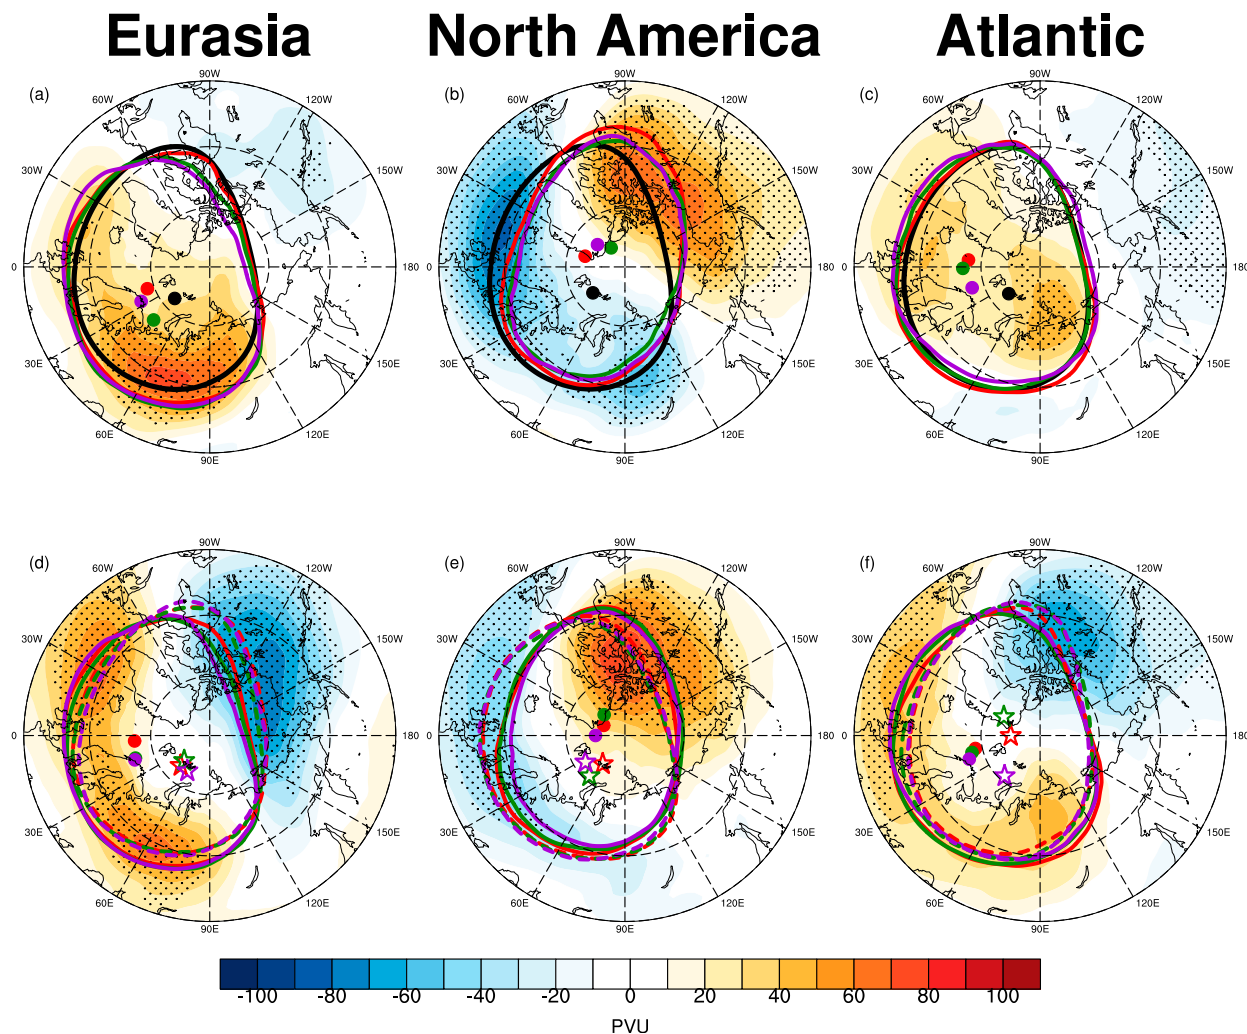 Eurasia North America Atlantic
(a) 90W (b) 90W (c) 90W
60W 120W 60W 120W 60W 120W
30W 150W 30W 150W 30W 150W
0 180 0 180 0 180
30E 150E 30E 150E 30E 150E
60E 120E 60E 120E 60E 120E
90E 90E 90E
(d) 90W (e) 90W (f) 90W
60W 120W 60W 120W 60W 120W
30W 150W 30W 150W 30W 150W
0 180 0 180 0 180
30E 150E 30E 150E 30E 150E
60E 120E 60E 120E 60E 120E
90E 90E 90E
-100 -80 -60 -40 -20 0 20 40 60 80 100
PVU